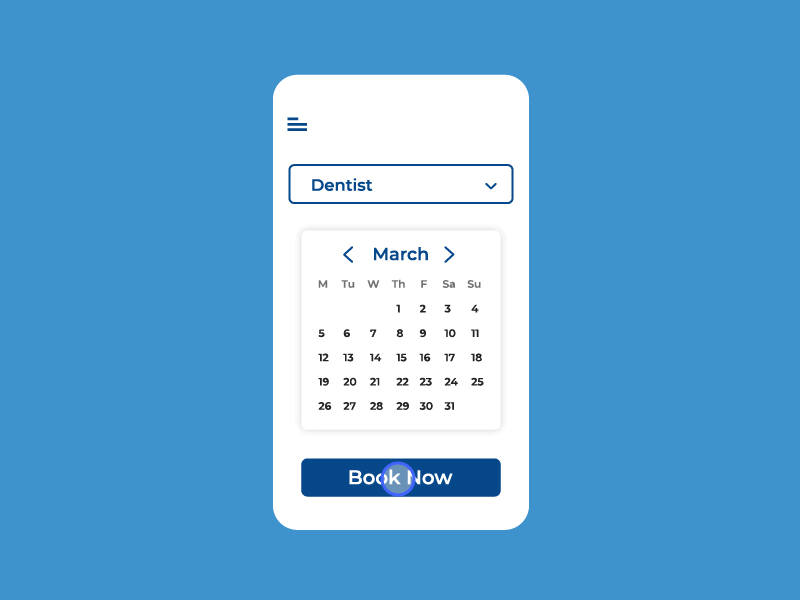 Dentist
March
M Tu W Th F Sa Su
1 2 3 4
5 6 7 8 9 10 11
12 13 14 15 16 17 18
19 20 21 22 23 24 25
26 27 28 29 30 31
Book Now